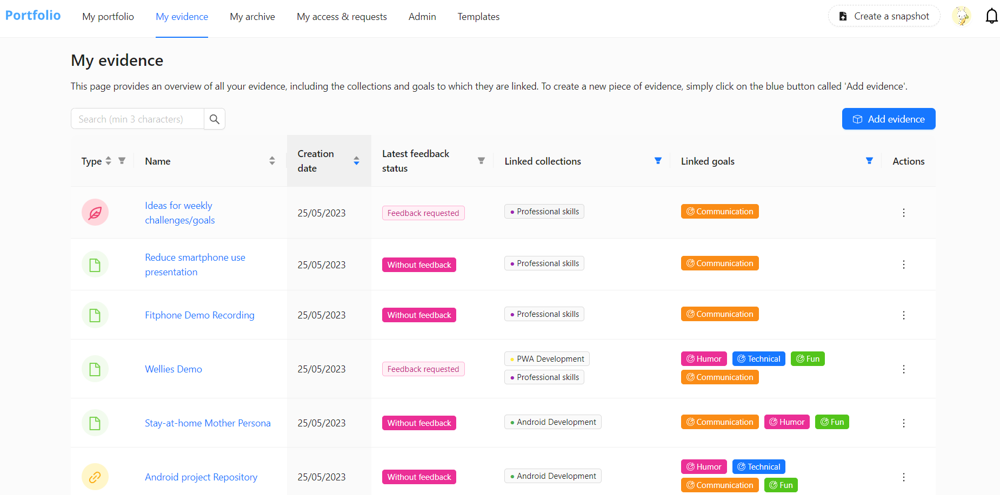 Portfolio
My portfolio
My evidence
My archive
My access & requests
Admin
Templates
Create a snapshot
My evidence
This page provides an overview of all your evidence, including the collections and goals to which they are linked. To create a new piece of evidence, simply click on the blue button called 'Add evidence'.
Search (min 3 characters)
Add evidence
Type
Name
Creation
date
Latest feedback
status
Linked collections
Linked goals
Actions
Ideas for weekly
challenges/goals
25/05/2023
Feedback requested
Professional skills
Communication
Reduce smartphone use
presentation
25/05/2023
Without feedback
Professional skills
Communication
Fitphone Demo Recording
25/05/2023
Without feedback
Professional skills
Communication
Wellies Demo
25/05/2023
Feedback requested
PWA Development
Professional skills
Humor
Technical
Fun
Communication
Stay-at-home Mother Persona
25/05/2023
Without feedback
Android Development
Communication
Humor
Fun
Android project Repository
25/05/2023
Without feedback
Android Development
Humor
Technical
Communication
Fun